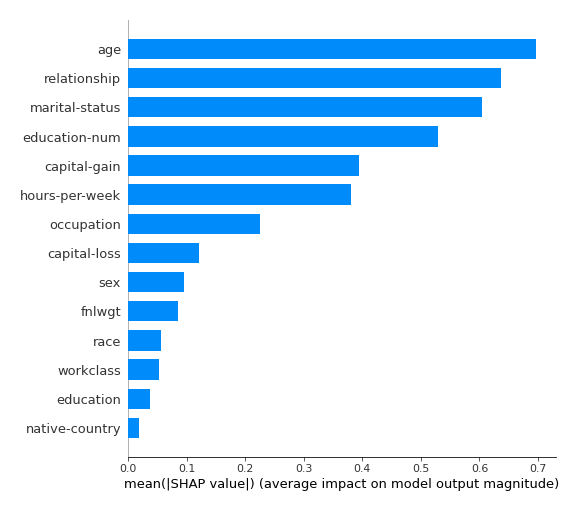 age
relationship
marital-status
education-num
capital-gain
hours-per-week
occupation
capital-loss
sex
fnlwgt
race
workclass
education
native-country
0.0 0.1 0.2 0.3 0.4 0.5 0.6 0.7
mean(|SHAP value|) (average impact on model output magnitude)